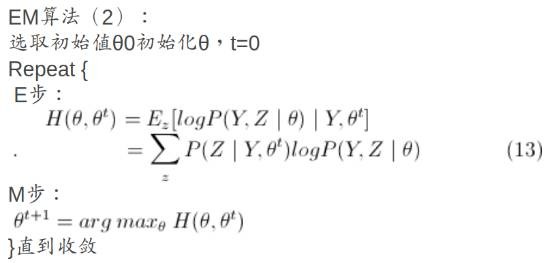 EM算法（2）：
选取初始值θ0初始化θ，t=0
Repeat {
E步：
H(θ, θ^t) = E_z[logP(Y, Z | θ) | Y, θ^t]
. = ∑_z P(Z | Y, θ^t)logP(Y, Z | θ) (13)
M步：
θ^{t+1} = arg max_θ H(θ, θ^t)
}直到收敛